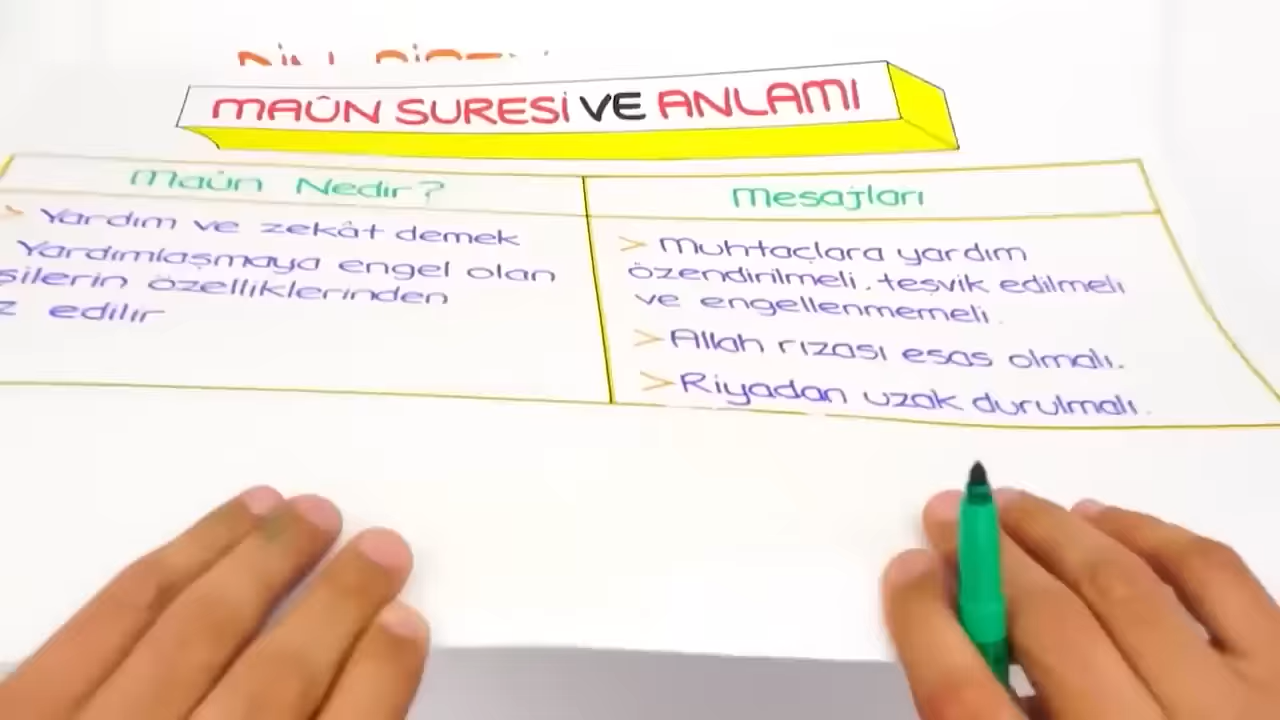 MAÛN SURESİ VE ANLAMI
Maûn Nedir?
> Yardım ve zekât demek
Yardımlaşmaya engel olan
özelliklerinden
edilir
Mesajları
> Muhtaçlara yardım
özendirilmeli, teşvik edilmeli
ve engellenmemeli.
> Allah rızası esas olmalı.
> Riyadan uzak durulmalı.